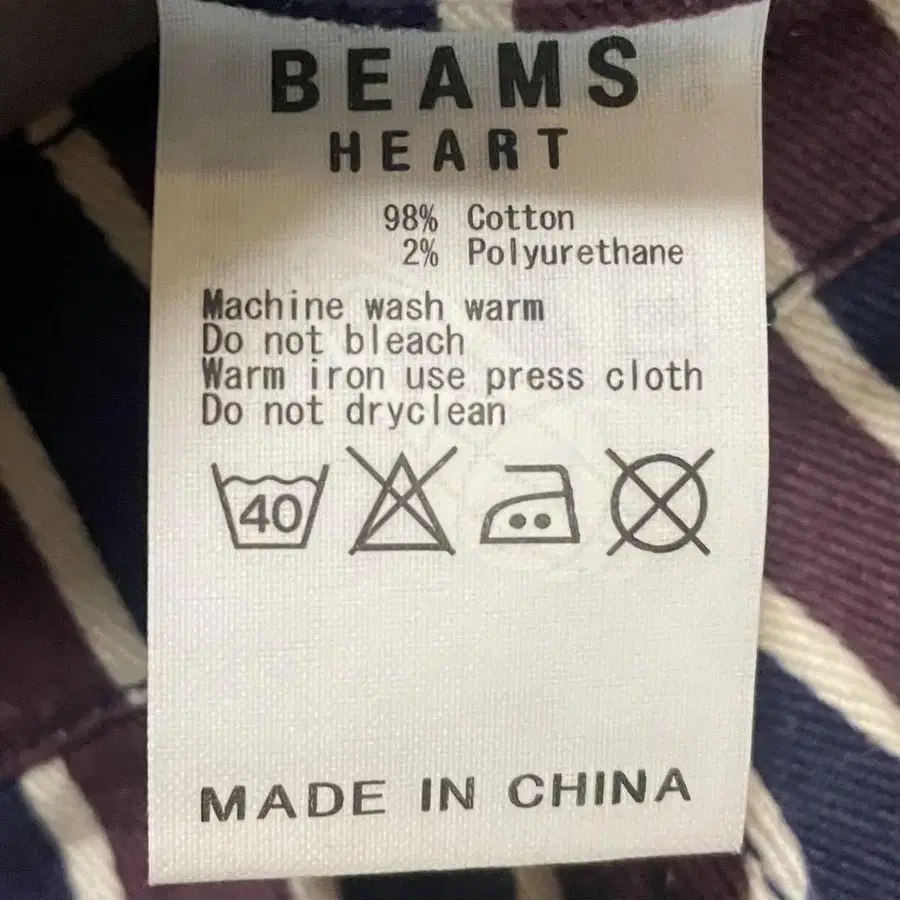 BEAMS
HEART
98% Cotton
2% Polyurethane
Machine wash warm
Do not bleach
Warm iron use press cloth
Do not dryclean
40
MADE IN CHINA